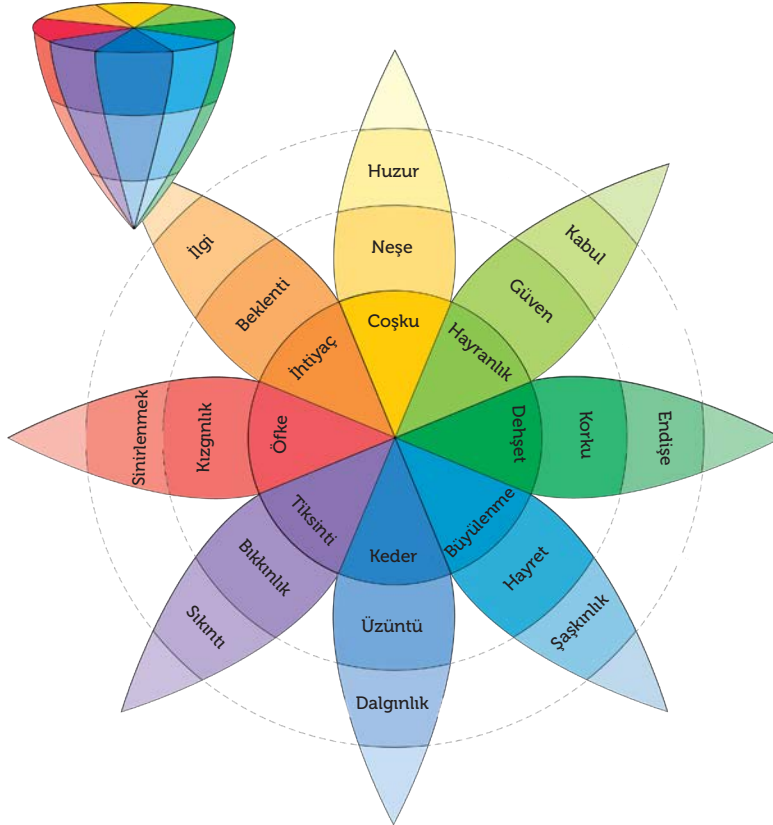 Huzur
Neşe
Coşku
Kabul
Güven
Hayranlık
Endişe
Korku
Dehşet
Şaşkınlık
Hayret
Büyülenme
Dalgınlık
Üzüntü
Keder
Sıkıntı
Bıkkınlık
Tiksinti
Sinirlenmek
Kızgınlık
Öfke
İlgi
Beklenti
İhtiyaç